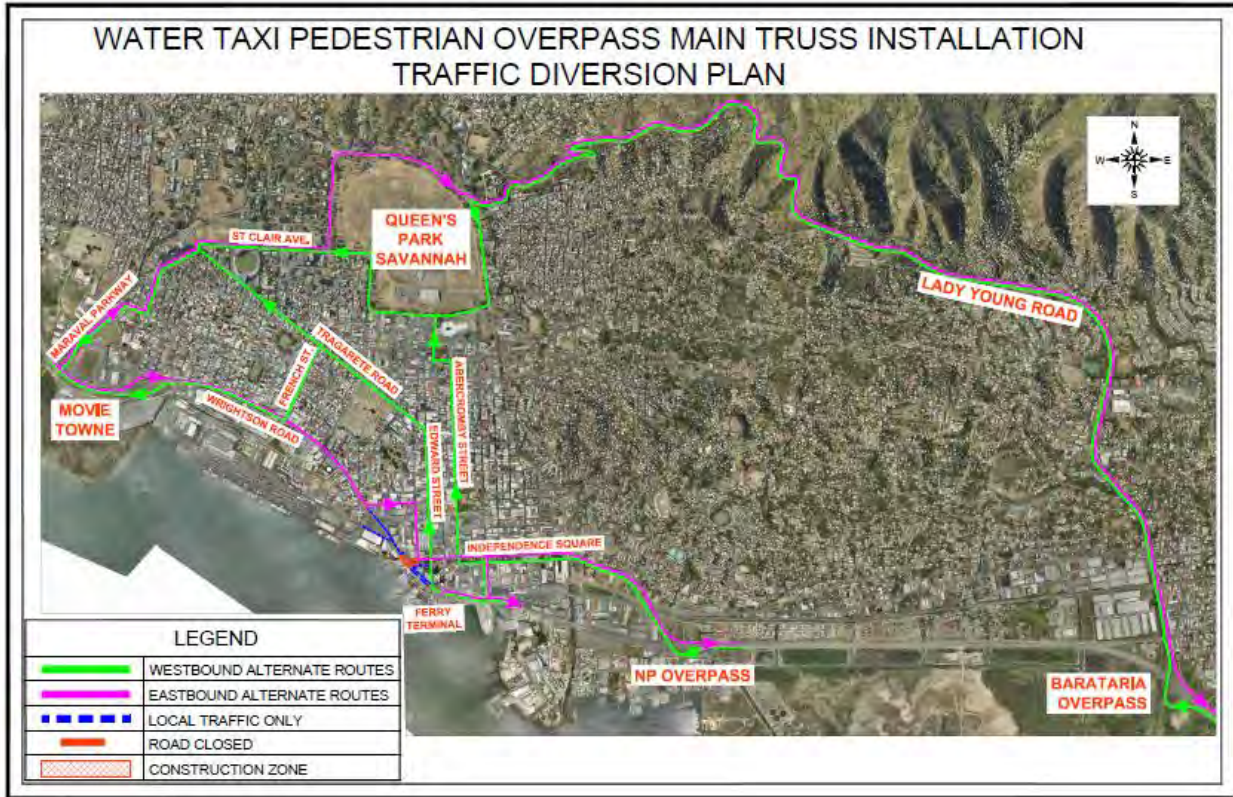 WATER TAXI PEDESTRIAN OVERPASS MAIN TRUSS INSTALLATION
TRAFFIC DIVERSION PLAN
N
W
E
S
QUEEN'S
PARK
SAVANNAH
ST CLAIR AVE.
LADY YOUNG ROAD
MARAVAL PARKWAY
TRAGARETE ROAD
FRENCH ST.
ABERCROMBY STREET
MOVIE
TOWNE
WRIGHTSON ROAD
EDWARD STREET
INDEPENDENCE SQUARE
FERRY
TERMINAL
NP OVERPASS
BARATARIA
OVERPASS
LEGEND
WESTBOUND ALTERNATE ROUTES
EASTBOUND ALTERNATE ROUTES
LOCAL TRAFFIC ONLY
ROAD CLOSED
CONSTRUCTION ZONE